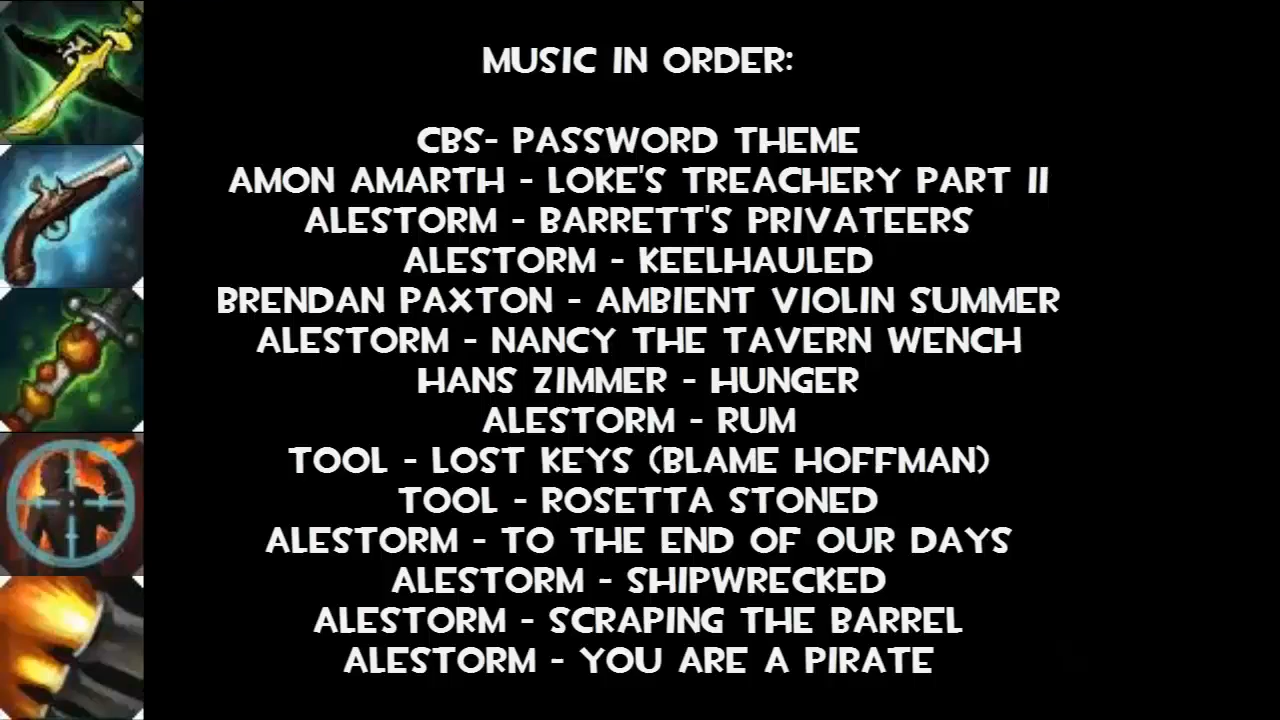 MUSIC IN ORDER:
CBS- PASSWORD THEME
AMON AMARTH - LOKE'S TREACHERY PART II
ALESTORM - BARRETT'S PRIVATEERS
ALESTORM - KEELHAULED
BRENDAN PAXTON - AMBIENT VIOLIN SUMMER
ALESTORM - NANCY THE TAVERN WENCH
HANS ZIMMER - HUNGER
ALESTORM - RUM
TOOL - LOST KEYS (BLAME HOFFMAN)
TOOL - ROSETTA STONED
ALESTORM - TO THE END OF OUR DAYS
ALESTORM - SHIPWRECKED
ALESTORM - SCRAPING THE BARREL
ALESTORM - YOU ARE A PIRATE